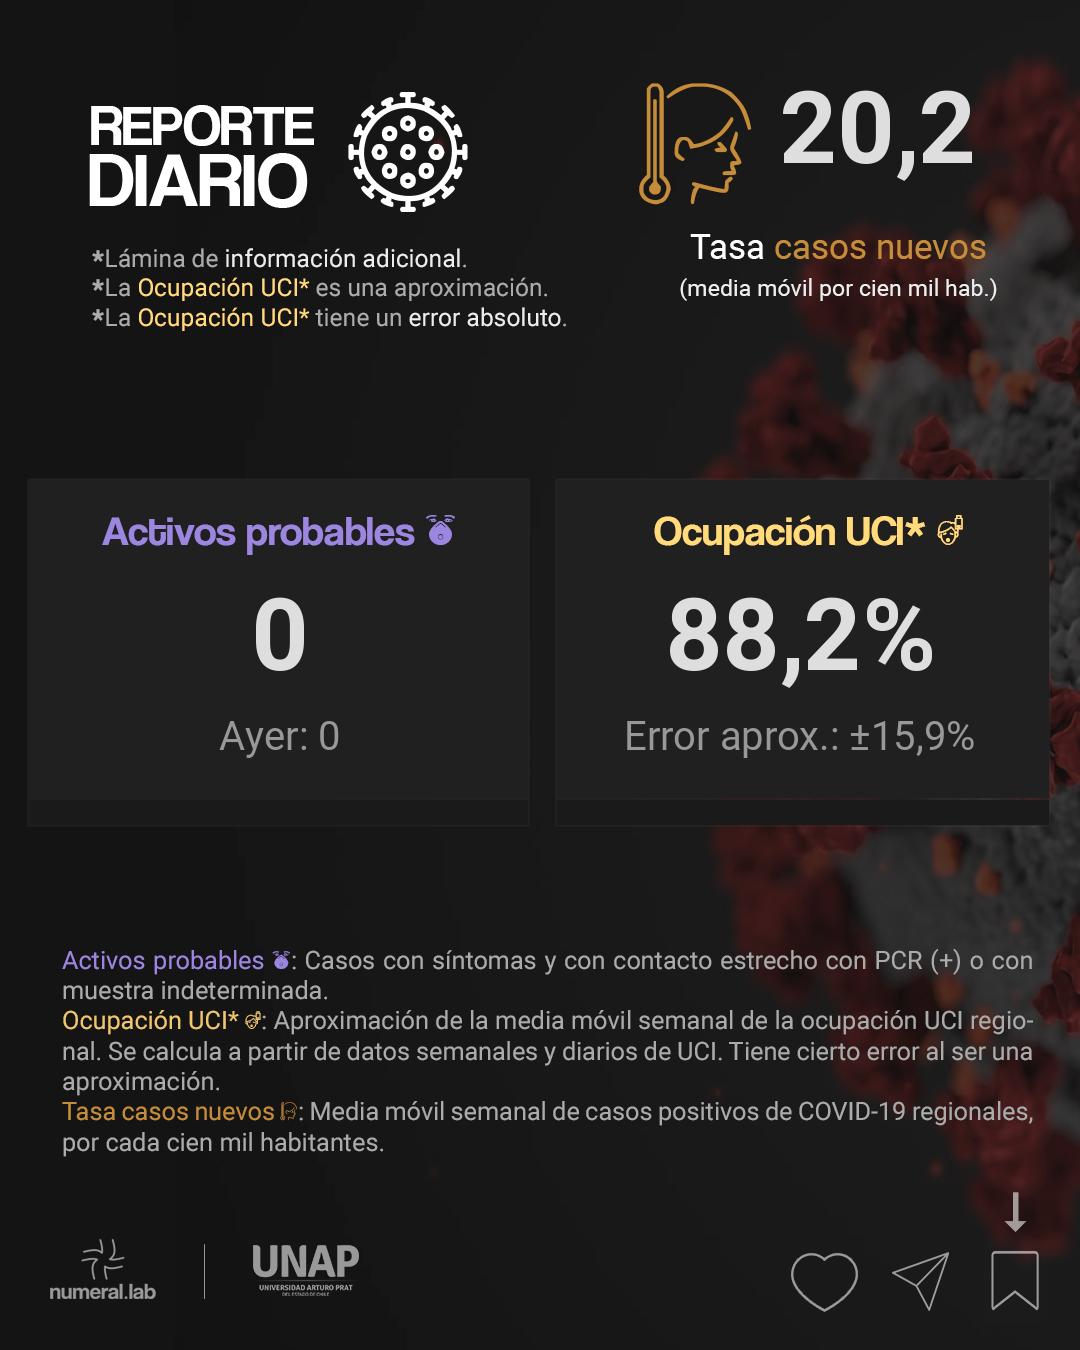 REPORTE
DIARIO
*Lámina de información adicional.
*La Ocupación UCI* es una aproximación.
*La Ocupación UCI* tiene un error absoluto.
20,2
Tasa casos nuevos
(media móvil por cien mil hab.)
Activos probables
0
Ayer: 0
Ocupación UCI*
88,2%
Error aprox.: ±15,9%
Activos probables : Casos con síntomas y con contacto estrecho con PCR (+) o con
muestra indeterminada.
Ocupación UCI* : Aproximación de la media móvil semanal de la ocupación UCI regio-
nal. Se calcula a partir de datos semanales y diarios de UCI. Tiene cierto error al ser una
aproximación.
Tasa casos nuevos : Media móvil semanal de casos positivos de COVID-19 regionales,
por cada cien mil habitantes.
numeral.lab
UNAP
UNIVERSIDAD ARTURO PRAT
DEL ESTADO DE CHILE